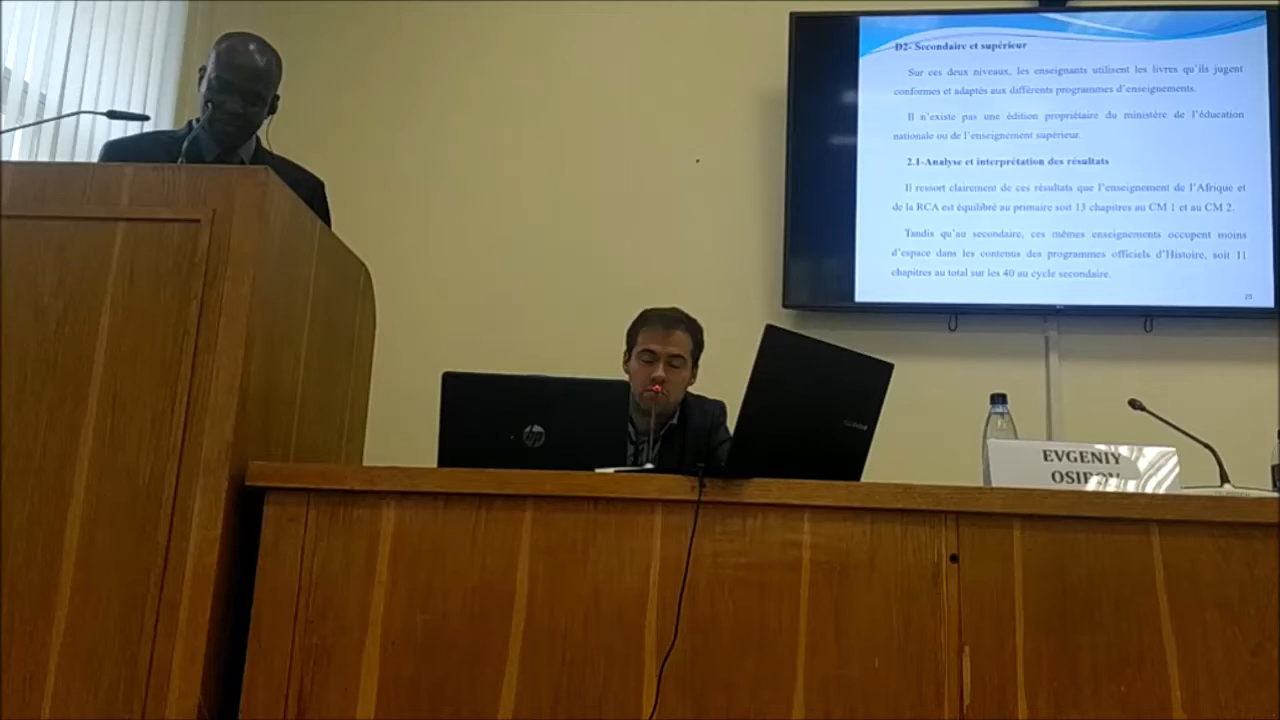 D2- Secondaire et supérieur
Sur ces deux niveaux, les enseignants utilisent les livres qu'ils jugent
conformes et adaptés aux différents programmes d'enseignements.
Il n'existe pas une édition propriétaire du ministère de l'éducation
nationale ou de l'enseignement supérieur.
2.1-Analyse et interprétation des résultats
Il ressort clairement de ces résultats que l'enseignement de l'Afrique et
de la RCA est équilibré au primaire soit 13 chapitres au CM 1 et au CM 2.
Tandis qu'au secondaire, ces mêmes enseignements occupent moins
d'espace dans les contenus des programmes officiels d'Histoire, soit 11
chapitres au total sur les 40 au cycle secondaire.
hp
EVGENIY